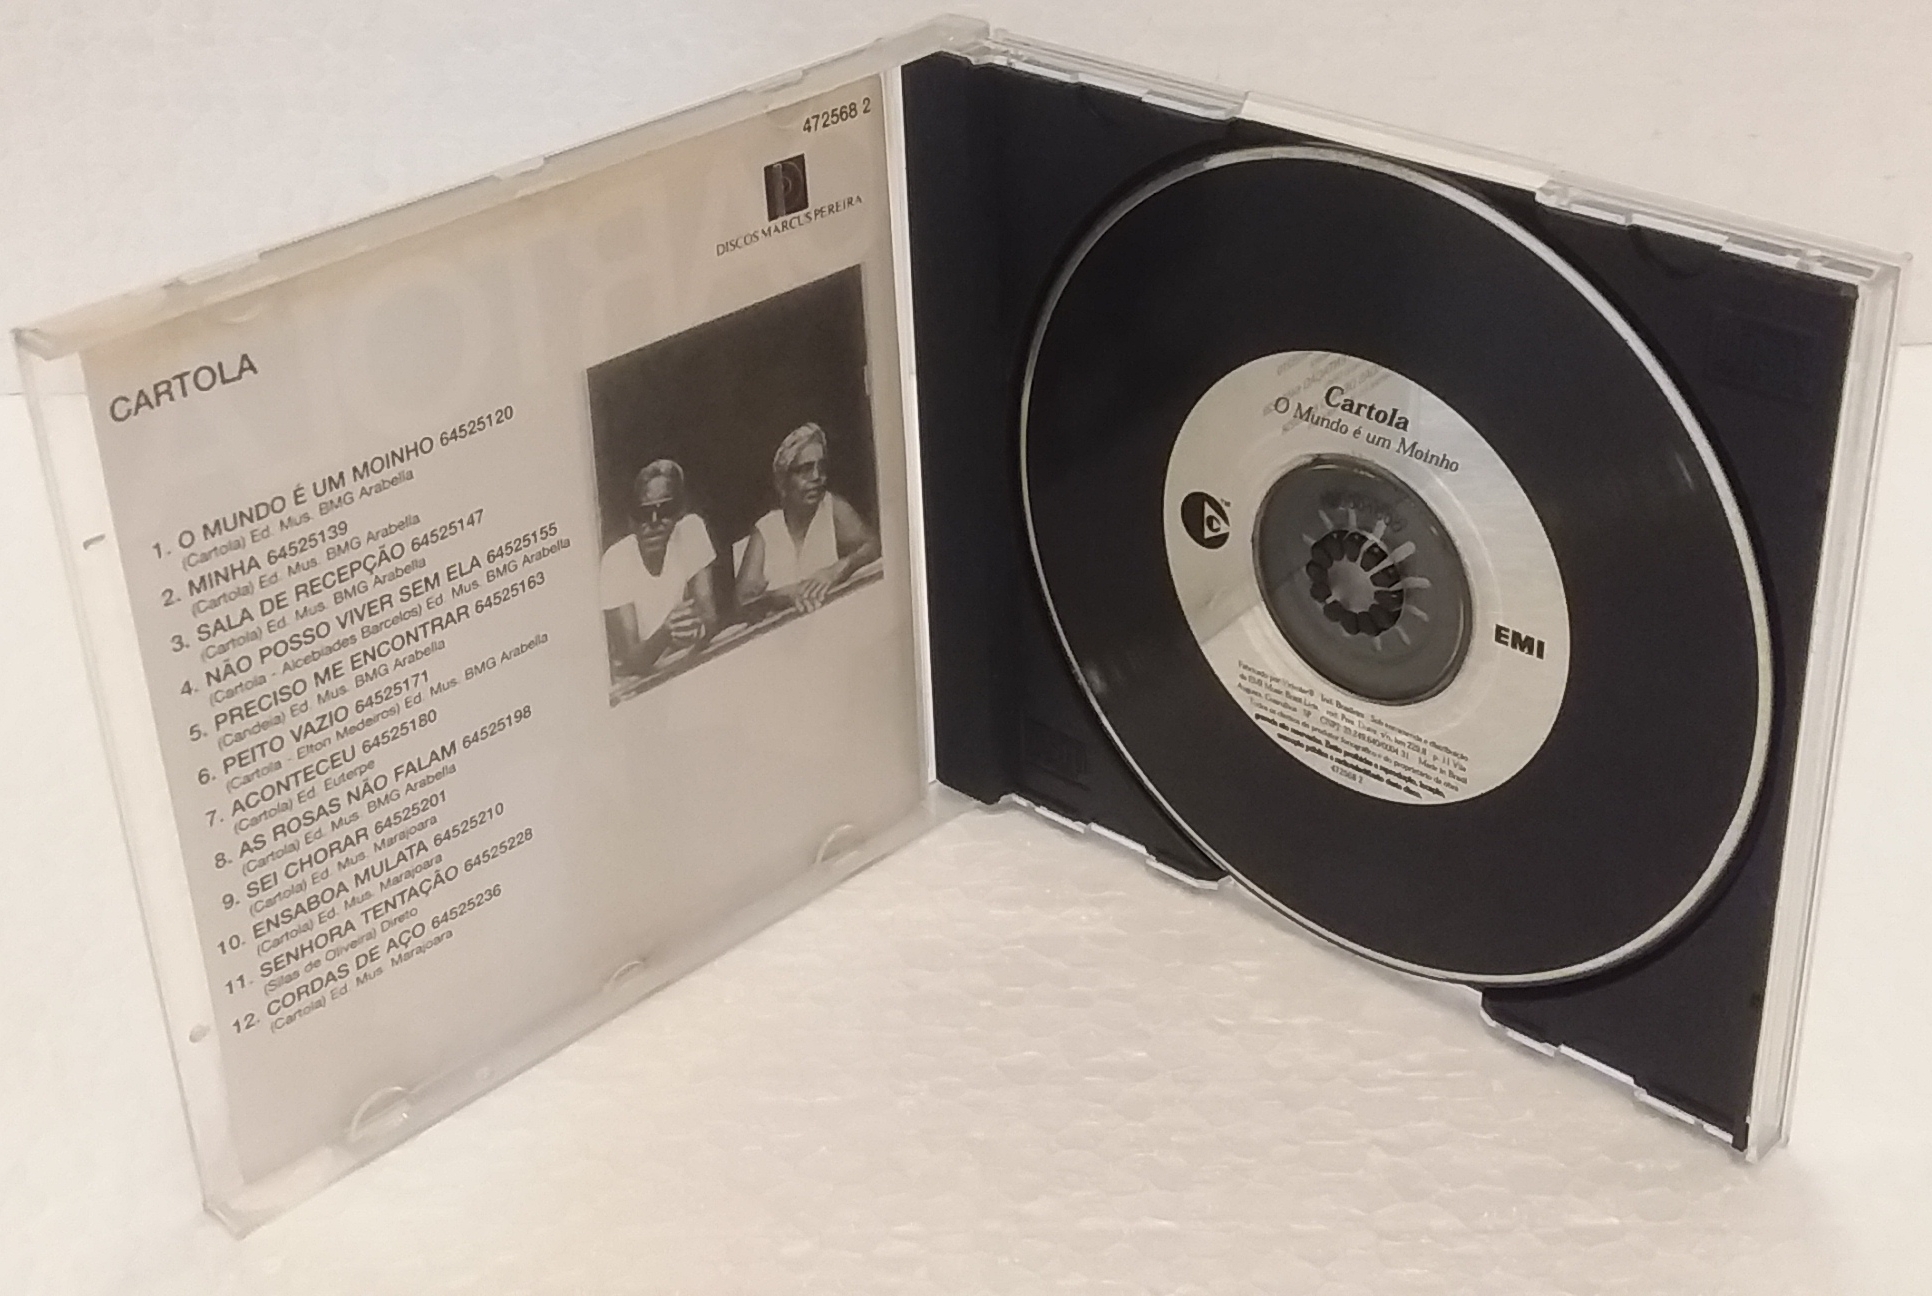 472568 2
DISCOS MARCUS PEREIRA
CARTOLA
1. O MUNDO É UM MOINHO 64525120
(Cartola) Ed. Mus. BMG Arabella
2. MINHA 64525139
(Cartola) Ed. Mus. BMG Arabella
3. SALA DE RECEPÇÃO 64525147
(Cartola) Ed. Mus. BMG Arabella
4. NÃO POSSO VIVER SEM ELA 64525155
(Cartola - Alcebíades Barcelos) Ed. Mus. BMG Arabella
5. PRECISO ME ENCONTRAR 64525163
(Candeia) Ed. Mus. BMG Arabella
6. PEITO VAZIO 64525171
(Cartola - Elton Medeiros) Ed. Mus. BMG Arabella
7. ACONTECEU 64525180
(Cartola) Ed. Euterpe
8. AS ROSAS NÃO FALAM 64525198
(Cartola) Ed. Mus. BMG Arabella
9. SEI CHORAR 64525201
(Cartola) Ed. Mus. Marajoara
10. ENSABOA MULATA 64525210
(Cartola) Ed. Mus. Marajoara
11. SENHORA TENTAÇÃO 64525228
(Silas de Oliveira) Direto
12. CORDAS DE AÇO 64525236
(Cartola) Ed. Mus. Marajoara
Cartola
O Mundo é um Moinho
EMI
Made in Brasil
472568 2